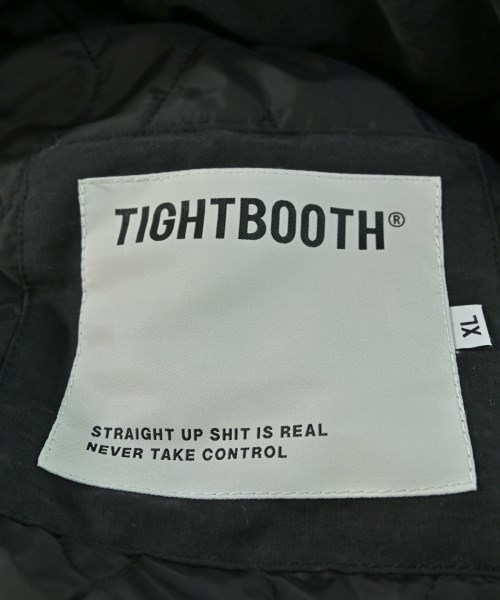 TIGHTBOOTH®
XL
STRAIGHT UP SHIT IS REAL
NEVER TAKE CONTROL